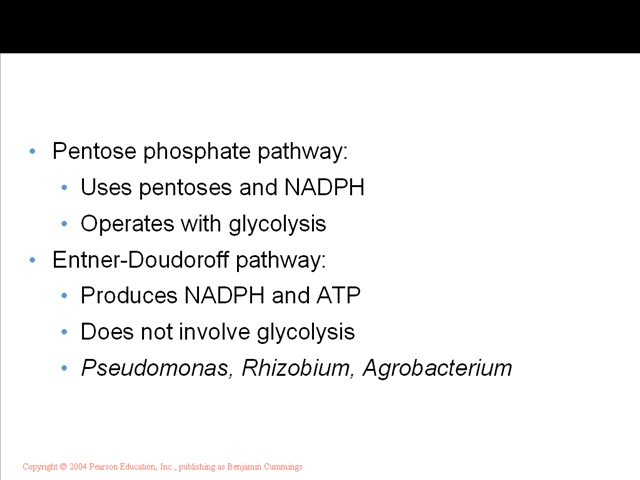 • Pentose phosphate pathway:
• Uses pentoses and NADPH
• Operates with glycolysis
• Entner-Doudoroff pathway:
• Produces NADPH and ATP
• Does not involve glycolysis
• Pseudomonas, Rhizobium, Agrobacterium
Copyright © 2004 Pearson Education, Inc., publishing as Benjamin Cummings